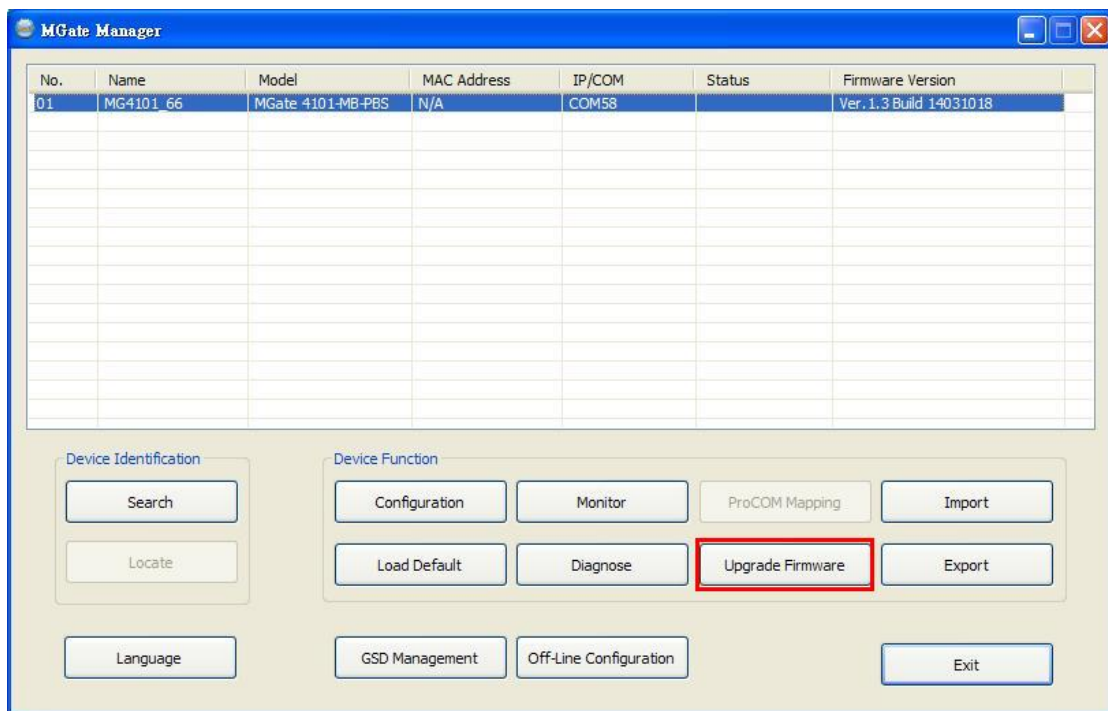 MGate Manager
No. Name Model MAC Address IP/COM Status Firmware Version
01 MG4101_66 MGate 4101-MB-PBS N/A COM58 Ver.1.3 Build 14031018
Device Identification Device Function
Search Configuration Monitor ProCOM Mapping Import
Locate Load Default Diagnose Upgrade Firmware Export
Language GSD Management Off-Line Configuration Exit